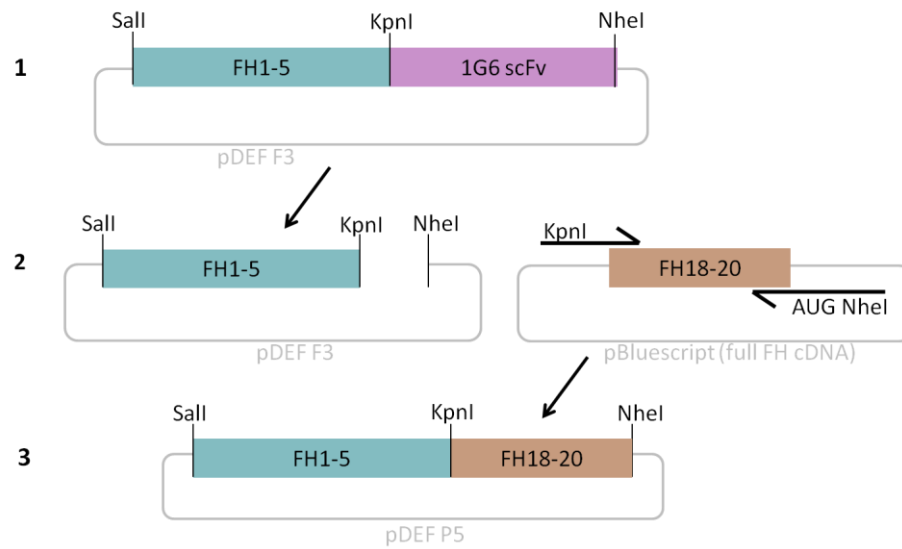 SalI KpnI NheI
1 FH1-5 1G6 scFv
pDEF F3
SalI KpnI NheI KpnI
2 FH1-5 FH18-20
AUG NheI
pDEF F3 pBluescript (full FH cDNA)
SalI KpnI NheI
3 FH1-5 FH18-20
pDEF P5